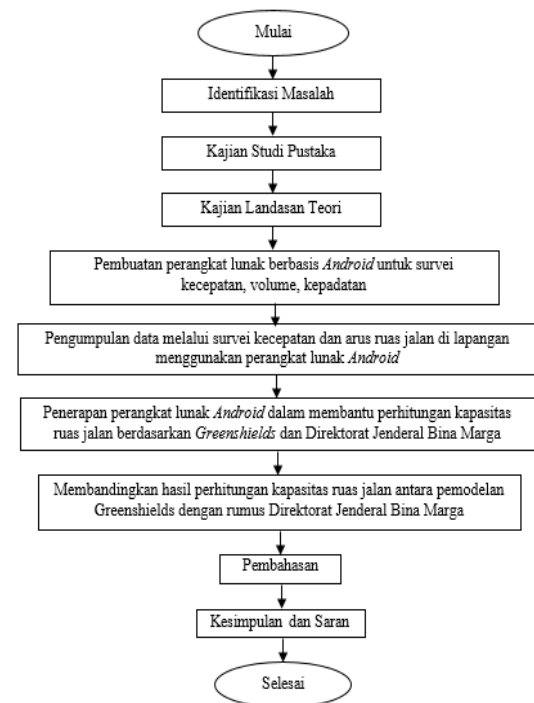 Mulai
Identifikasi Masalah
Kajian Studi Pustaka
Kajian Landasan Teori
Pembuatan perangkat lunak berbasis Android untuk survei
kecepatan, volume, kepadatan
Pengumpulan data melalui survei kecepatan dan arus ruas jalan di lapangan
menggunakan perangkat lunak Android
Penerapan perangkat lunak Android dalam membantu perhitungan kapasitas
ruas jalan berdasarkan Greenshields dan Direktorat Jenderal Bina Marga
Membandingkan hasil perhitungan kapasitas ruas jalan antara pemodelan
Greenshields dengan rumus Direktorat Jenderal Bina Marga
Pembahasan
Kesimpulan dan Saran
Selesai